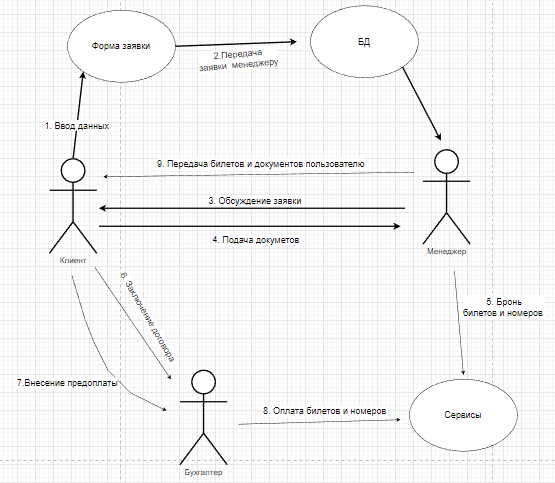 Форма заявки
БД
2.Передача
заявки менеджеру
1. Ввод данных
9. Передача билетов и документов пользователю
3. Обсуждение заявки
4. Подача докуметов
Клиент
Менеджер
6. Заключение договора
5. Бронь
билетов и номеров
7.Внесение предоплаты
8. Оплата билетов и номеров
Сервисы
Бухгалтер